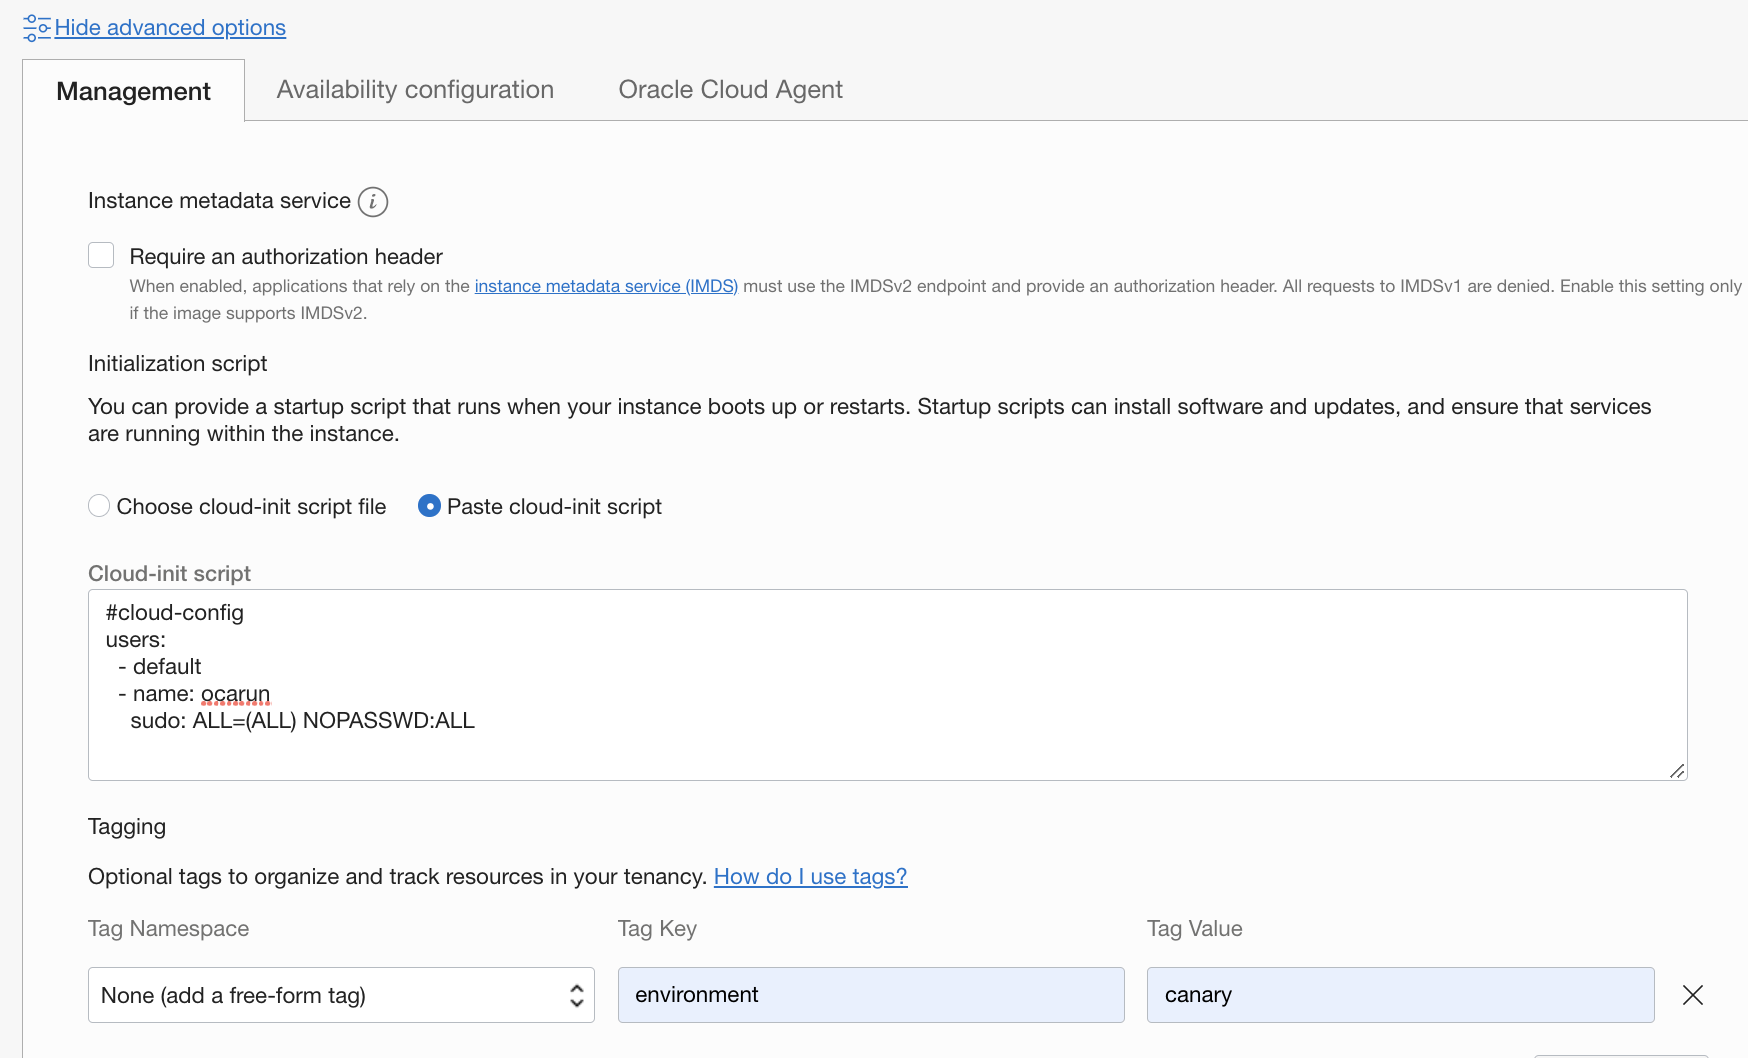 Hide advanced options
Management
Availability configuration
Oracle Cloud Agent
Instance metadata service i
Require an authorization header
When enabled, applications that rely on the instance metadata service (IMDS) must use the IMDSv2 endpoint and provide an authorization header. All requests to IMDSv1 are denied. Enable this setting only
if the image supports IMDSv2.
Initialization script
You can provide a startup script that runs when your instance boots up or restarts. Startup scripts can install software and updates, and ensure that services
are running within the instance.
Choose cloud-init script file
Paste cloud-init script
Cloud-init script
#cloud-config
users:
- default
- name: ocarun
sudo: ALL=(ALL) NOPASSWD:ALL
Tagging
Optional tags to organize and track resources in your tenancy. How do I use tags?
Tag Namespace
Tag Key
Tag Value
None (add a free-form tag)
environment
canary